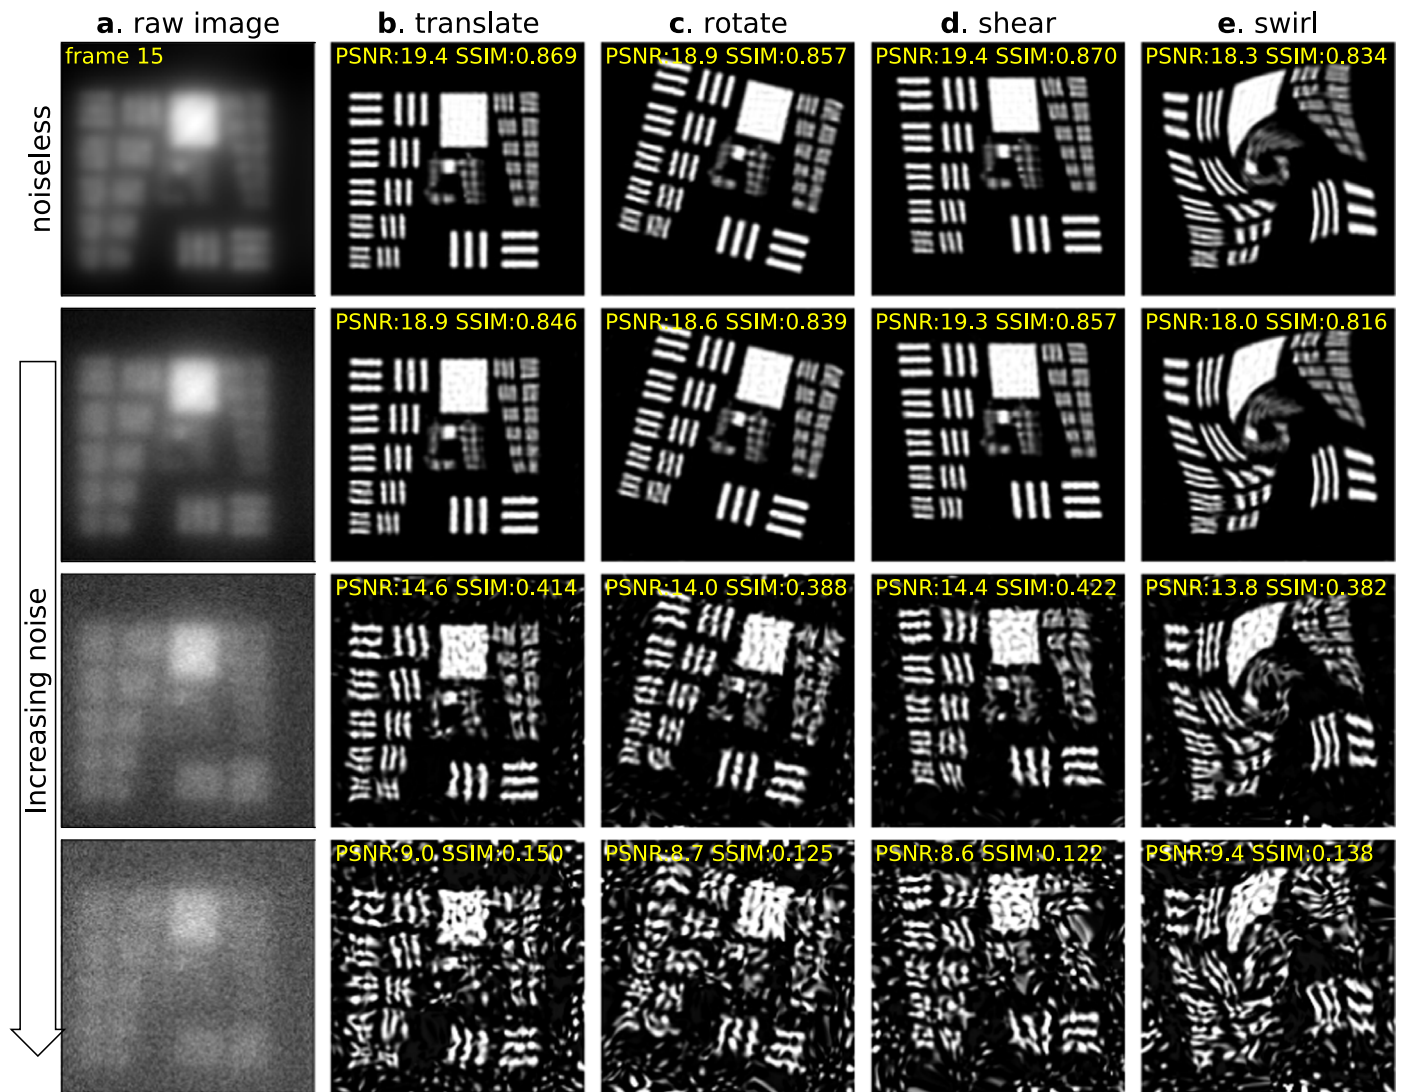 a. raw image
b. translate
c. rotate
d. shear
e. swirl
noiseless
frame 15
PSNR:19.4 SSIM:0.869
PSNR:18.9 SSIM:0.857
PSNR:19.4 SSIM:0.870
PSNR:18.3 SSIM:0.834
Increasing noise
PSNR:18.9 SSIM:0.846
PSNR:18.6 SSIM:0.839
PSNR:19.3 SSIM:0.857
PSNR:18.0 SSIM:0.816
PSNR:14.6 SSIM:0.414
PSNR:14.0 SSIM:0.388
PSNR:14.4 SSIM:0.422
PSNR:13.8 SSIM:0.382
PSNR:9.0 SSIM:0.150
PSNR:8.7 SSIM:0.125
PSNR:8.6 SSIM:0.122
PSNR:9.4 SSIM:0.138